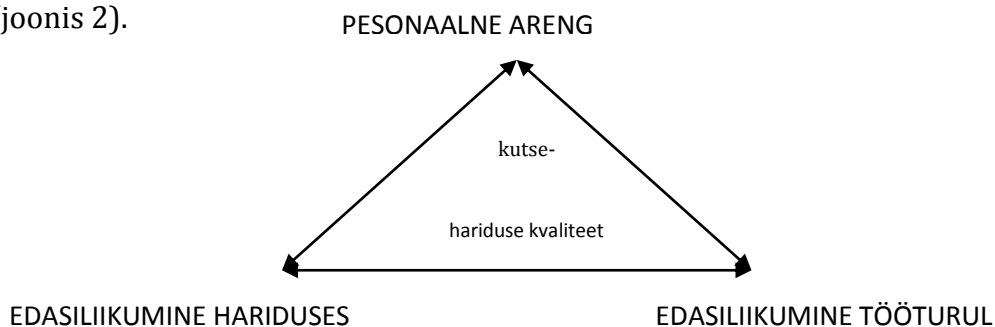 joonis 2).
PESONAALNE ARENG
kutse-
hariduse kvaliteet
EDASILIIKUMINE HARIDUSES
EDASILIIKUMINE TÖÖTURUL